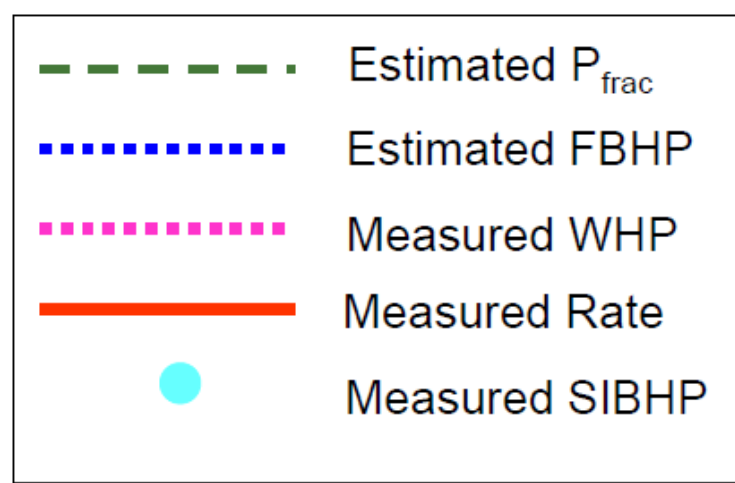 Estimated Pfrac
Estimated FBHP
Measured WHP
Measured Rate
Measured SIBHP